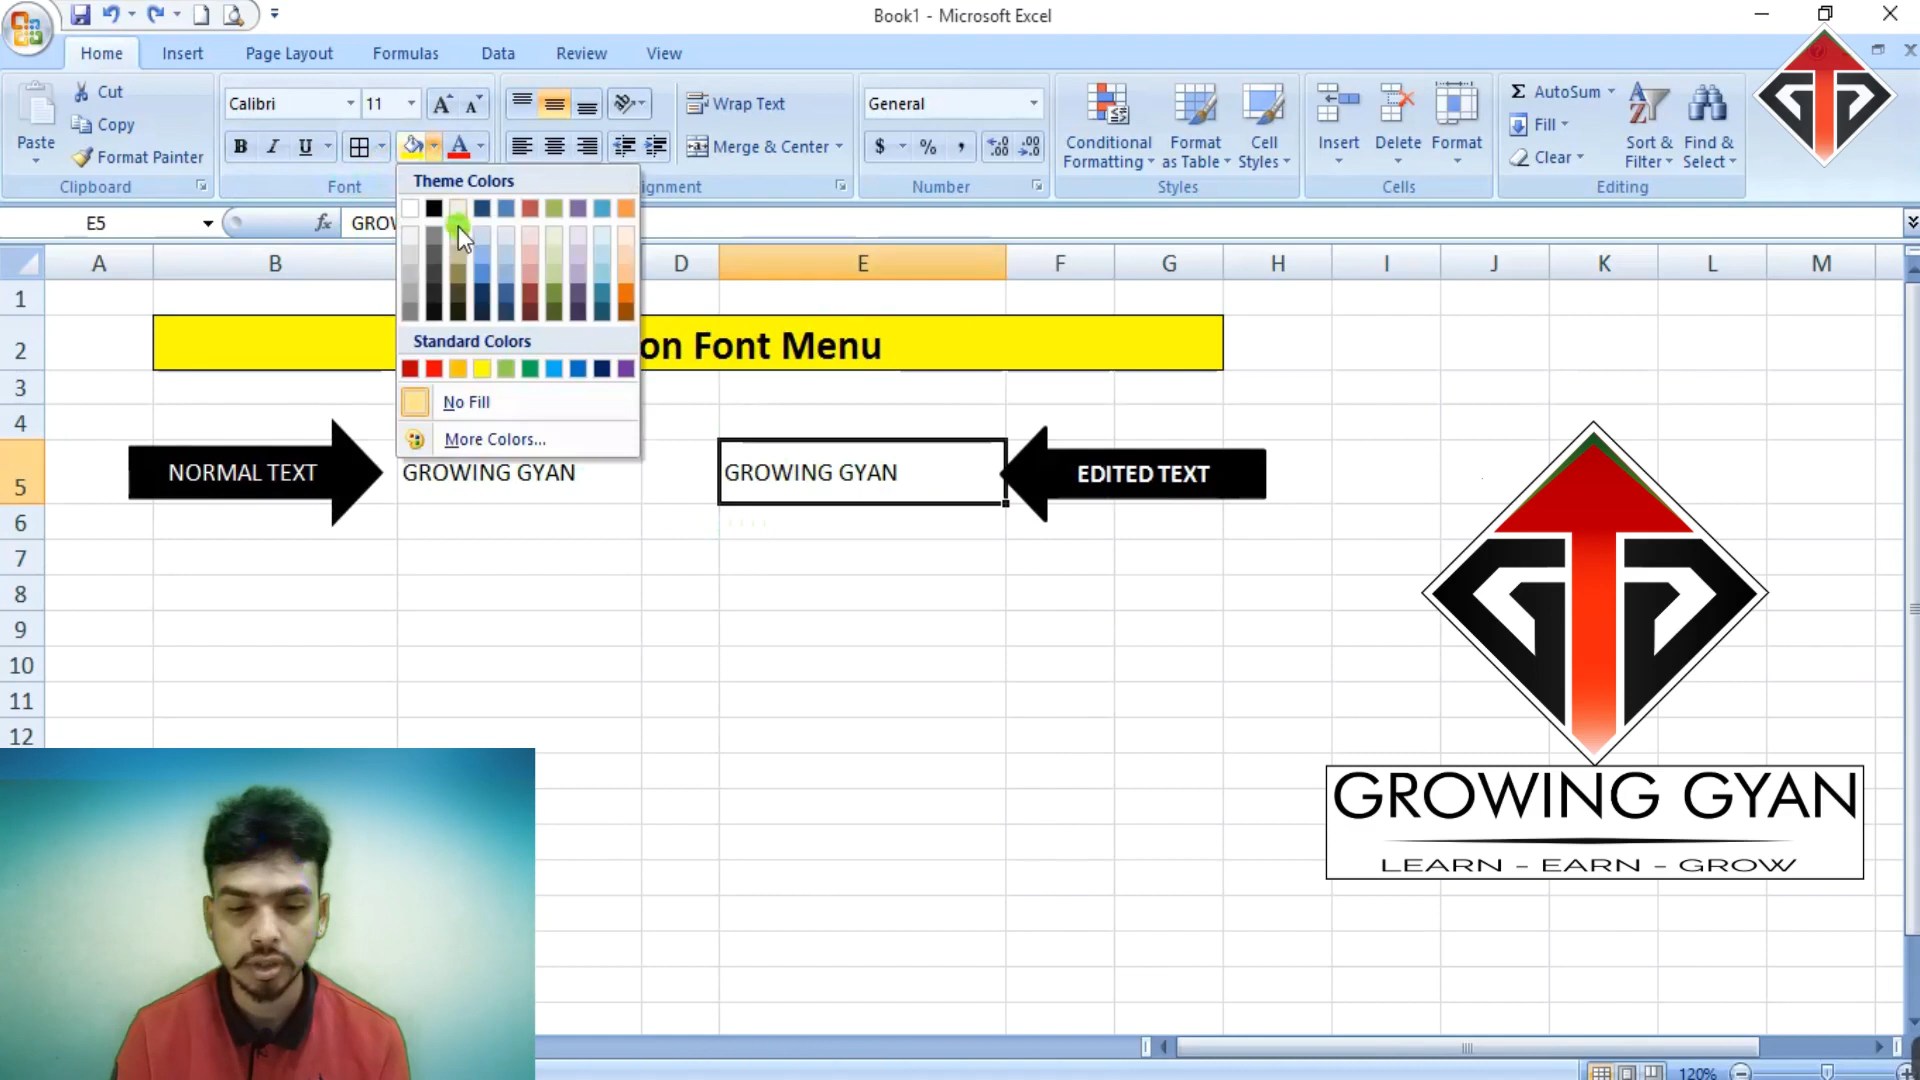 Book1 - Microsoft Excel
Home Insert Page Layout Formulas Data Review View
Paste
Cut
Copy
Format Painter
Clipboard
Calibri 11
B I U A
Font
Wrap Text
Merge & Center
General
$ % ,
Number
Conditional Formatting
Format as Table
Cell Styles
Styles
Insert Delete Format
Cells
Σ AutoSum
Fill
Clear
Sort & Filter
Find & Select
Editing
Theme Colors
Standard Colors
No Fill
More Colors...
E5 fx GROW
A B D E F G H I J K L M
1
2 on Font Menu
3
4
5 NORMAL TEXT GROWING GYAN GROWING GYAN EDITED TEXT
6
7
8
9
10
11
12
GROWING GYAN
LEARN - EARN - GROW
120%